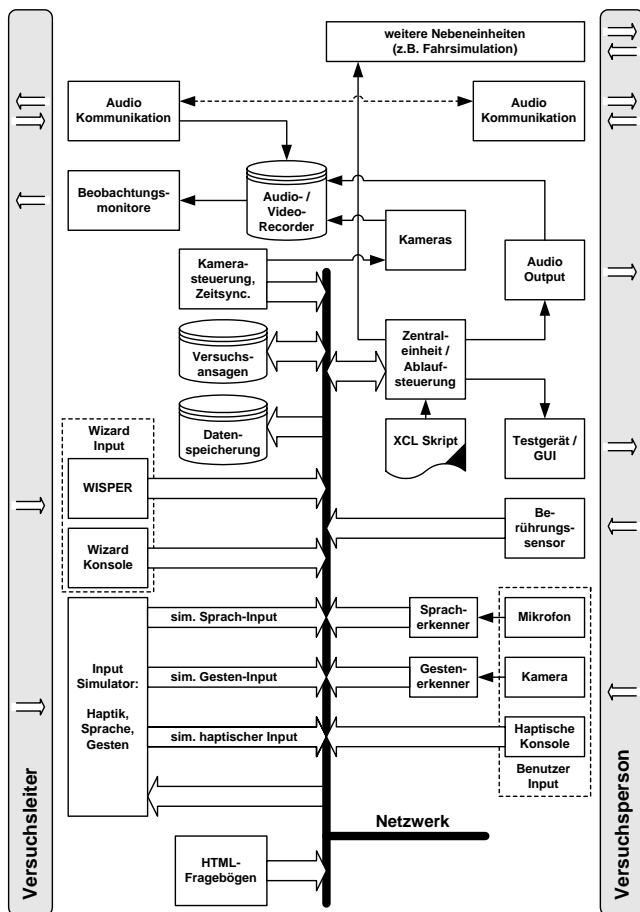 weitere Nebeneinheiten
(z.B. Fahrsimulation)
Audio
Kommunikation
Audio
Kommunikation
Beobachtungs-
monitore
Audio- /
Video-
Recorder
Kameras
Audio
Output
Kamera-
steuerung,
Zeitsync.
Versuchs-
ansagen
Zentral-
einheit /
Ablauf-
steuerung
Daten-
speicherung
XCL Skript
Testgerät /
GUI
Wizard
Input
WISPER
Wizard
Konsole
Be-
rührungs-
sensor
Input
Simulator:
Haptik,
Sprache,
Gesten
sim. Sprach-Input
Sprach-
erkenner
Mikrofon
sim. Gesten-Input
Gesten-
erkenner
Kamera
sim. haptischer Input
Haptische
Konsole
Benutzer
Input
Netzwerk
HTML-
Fragebögen
Versuchsleiter
Versuchsperson